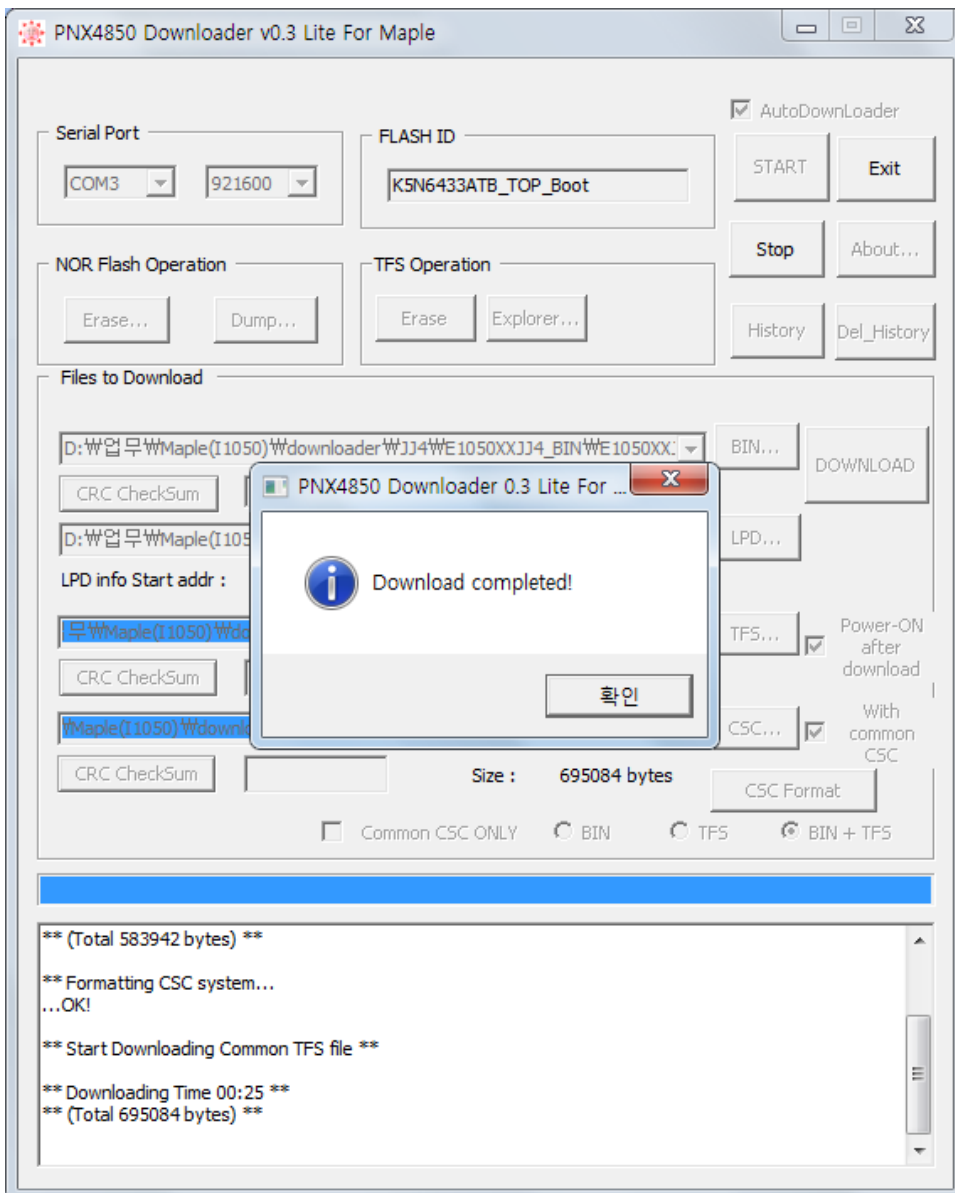 PNX4850 Downloader v0.3 Lite For Maple
AutoDownLoader
Serial Port
COM3
921600
FLASH ID
K5N6433ATB_TOP_Boot
START
Exit
Stop
About...
NOR Flash Operation
Erase...
Dump...
TFS Operation
Erase
Explorer...
History
Del_History
Files to Download
D:₩업무₩Maple(I1050)₩downloader₩JJ4₩E1050XXJJ4_BIN₩E1050XX
BIN...
DOWNLOAD
CRC CheckSum
D:₩업무₩Maple(I105
LPD...
LPD info Start addr :
무₩Maple(I1050)₩do
TFS...
Power-ON
after
download
CRC CheckSum
₩Maple(I1050)₩downlo
CSC...
With
common
CSC
CRC CheckSum
Size :
695084 bytes
CSC Format
Common CSC ONLY
BIN
TFS
BIN + TFS
PNX4850 Downloader 0.3 Lite For ...
Download completed!
확인
** (Total 583942 bytes) **
** Formatting CSC system...
...OK!
** Start Downloading Common TFS file **
** Downloading Time 00:25 **
** (Total 695084 bytes) **